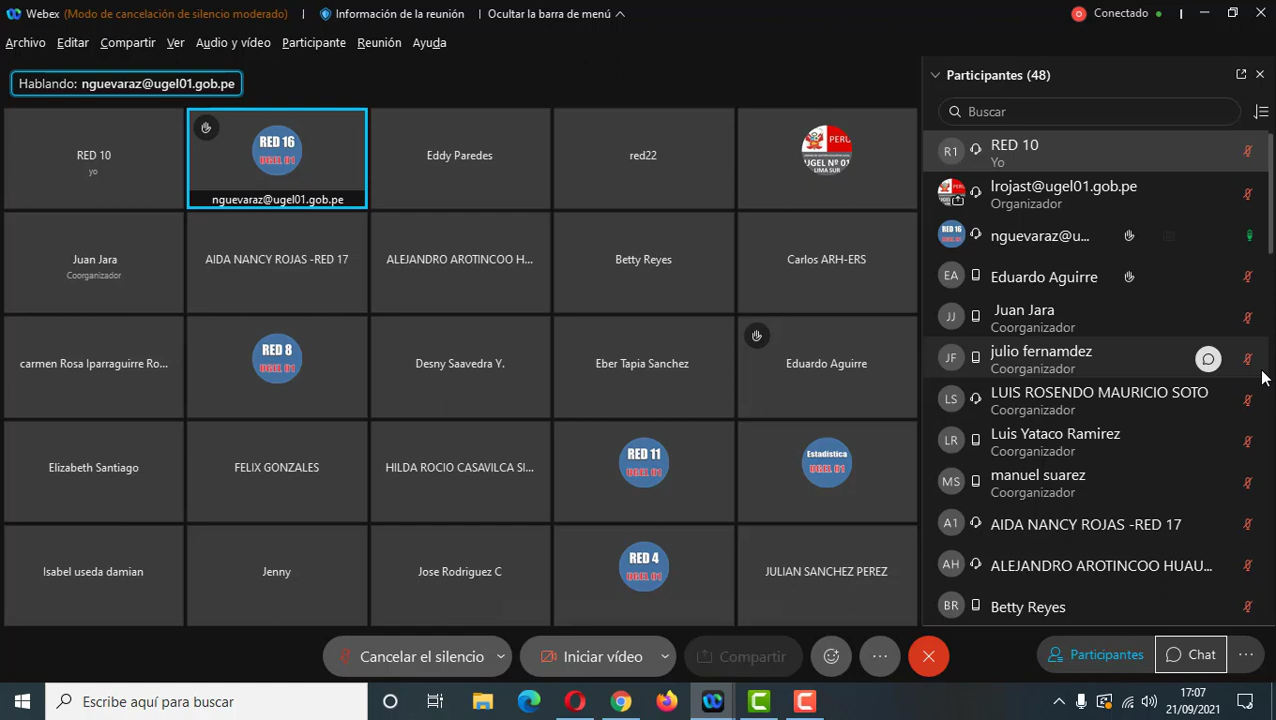 Webex (Modo de cancelación de silencio moderado) Información de la reunión Ocultar la barra de menú Conectado
Archivo Editar Compartir Ver Audio y vídeo Participante Reunión Ayuda
Hablando: nguevaraz@ugel01.gob.pe
RED 10
yo
RED 16
UGEL 01
nguevaraz@ugel01.gob.pe
Eddy Paredes
red22
PERÚ
UGEL Nº 01
LIMA SUR
Juan Jara
Coorganizador
AIDA NANCY ROJAS -RED 17
ALEJANDRO AROTINCOO H...
Betty Reyes
Carlos ARH-ERS
carmen Rosa Iparraguirre Ro...
RED 8
UGEL 01
Desny Saavedra Y.
Eber Tapia Sanchez
Eduardo Aguirre
Elizabeth Santiago
FELIX GONZALES
HILDA ROCIO CASAVILCA SI...
RED 11
UGEL 01
Estadistica
UGEL 01
Isabel useda damian
Jenny
Jose Rodriguez C
RED 4
UGEL 01
JULIAN SANCHEZ PEREZ
Participantes (48)
Buscar
R1 RED 10
Yo
lrojast@ugel01.gob.pe
Organizador
nguevaraz@u...
EA Eduardo Aguirre
JJ Juan Jara
Coorganizador
JF julio fernamdez
Coorganizador
LS LUIS ROSENDO MAURICIO SOTO
Coorganizador
LR Luis Yataco Ramirez
Coorganizador
MS manuel suarez
Coorganizador
A1 AIDA NANCY ROJAS -RED 17
AH ALEJANDRO AROTINCOO HUAU...
BR Betty Reyes
Cancelar el silencio Iniciar vídeo Compartir Participantes Chat
Escribe aquí para buscar
17:07
21/09/2021